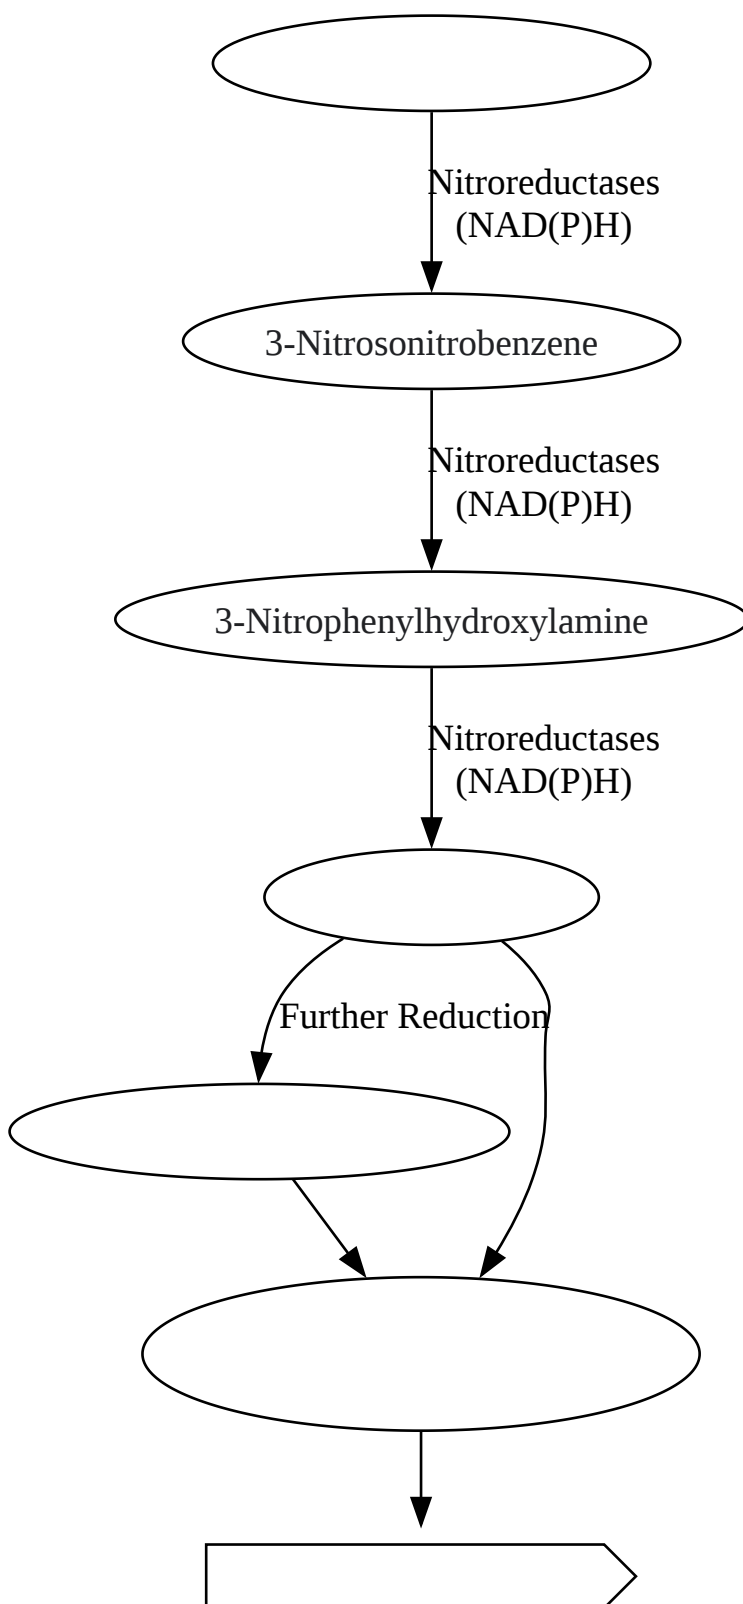 Nitroreductases
(NAD(P)H)
3-Nitrosonitrobenzene
Nitroreductases
(NAD(P)H)
3-Nitrophenylhydroxylamine
Nitroreductases
(NAD(P)H)
Further Reduction